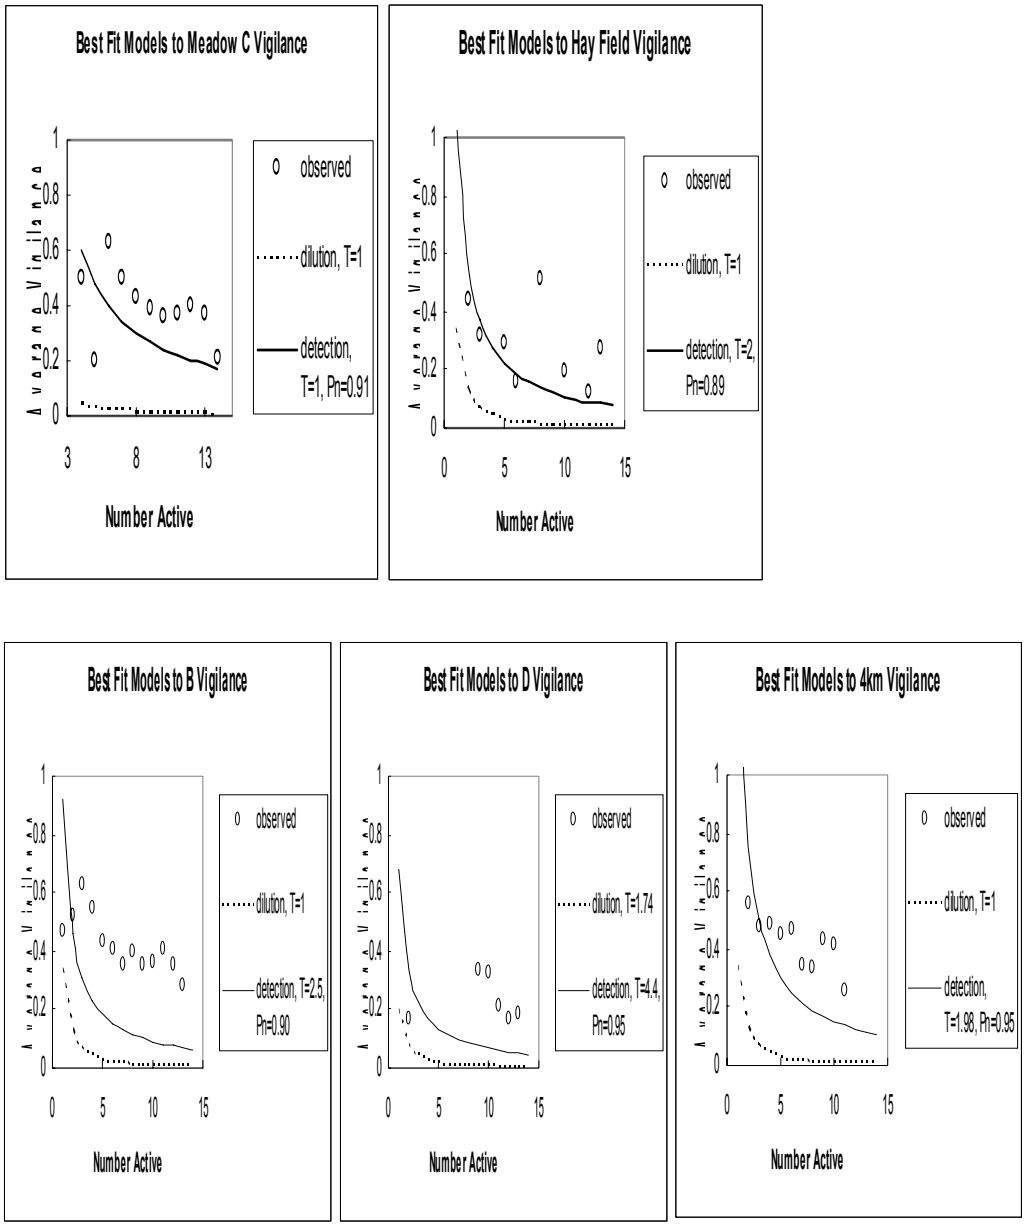 Best Fit Models to Meadow C Vigilance
1
0.8
0.6
0.4
0.2
0
3 8 13
Number Active
observed
dilution, T=1
detection,
T=1, Pn=0.91
Best Fit Models to Hay Field Vigilance
1
0.8
0.6
0.4
0.2
0
0 5 10 15
Number Active
observed
dilution, T=1
detection, T=2,
Pn=0.89
Best Fit Models to B Vigilance
1
0.8
0.6
0.4
0.2
0
0 5 10 15
Number Active
observed
dilution, T=1
detection, T=2.5,
Pn=0.90
Best Fit Models to D Vigilance
1
0.8
0.6
0.4
0.2
0
0 5 10 15
Number Active
observed
dilution, T=1.74
detection, T=4.4,
Pn=0.95
Best Fit Models to 4km Vigilance
1
0.8
0.6
0.4
0.2
0
0 5 10 15
Number Active
observed
dilution, T=1
detection,
T=1.98, Pn=0.95